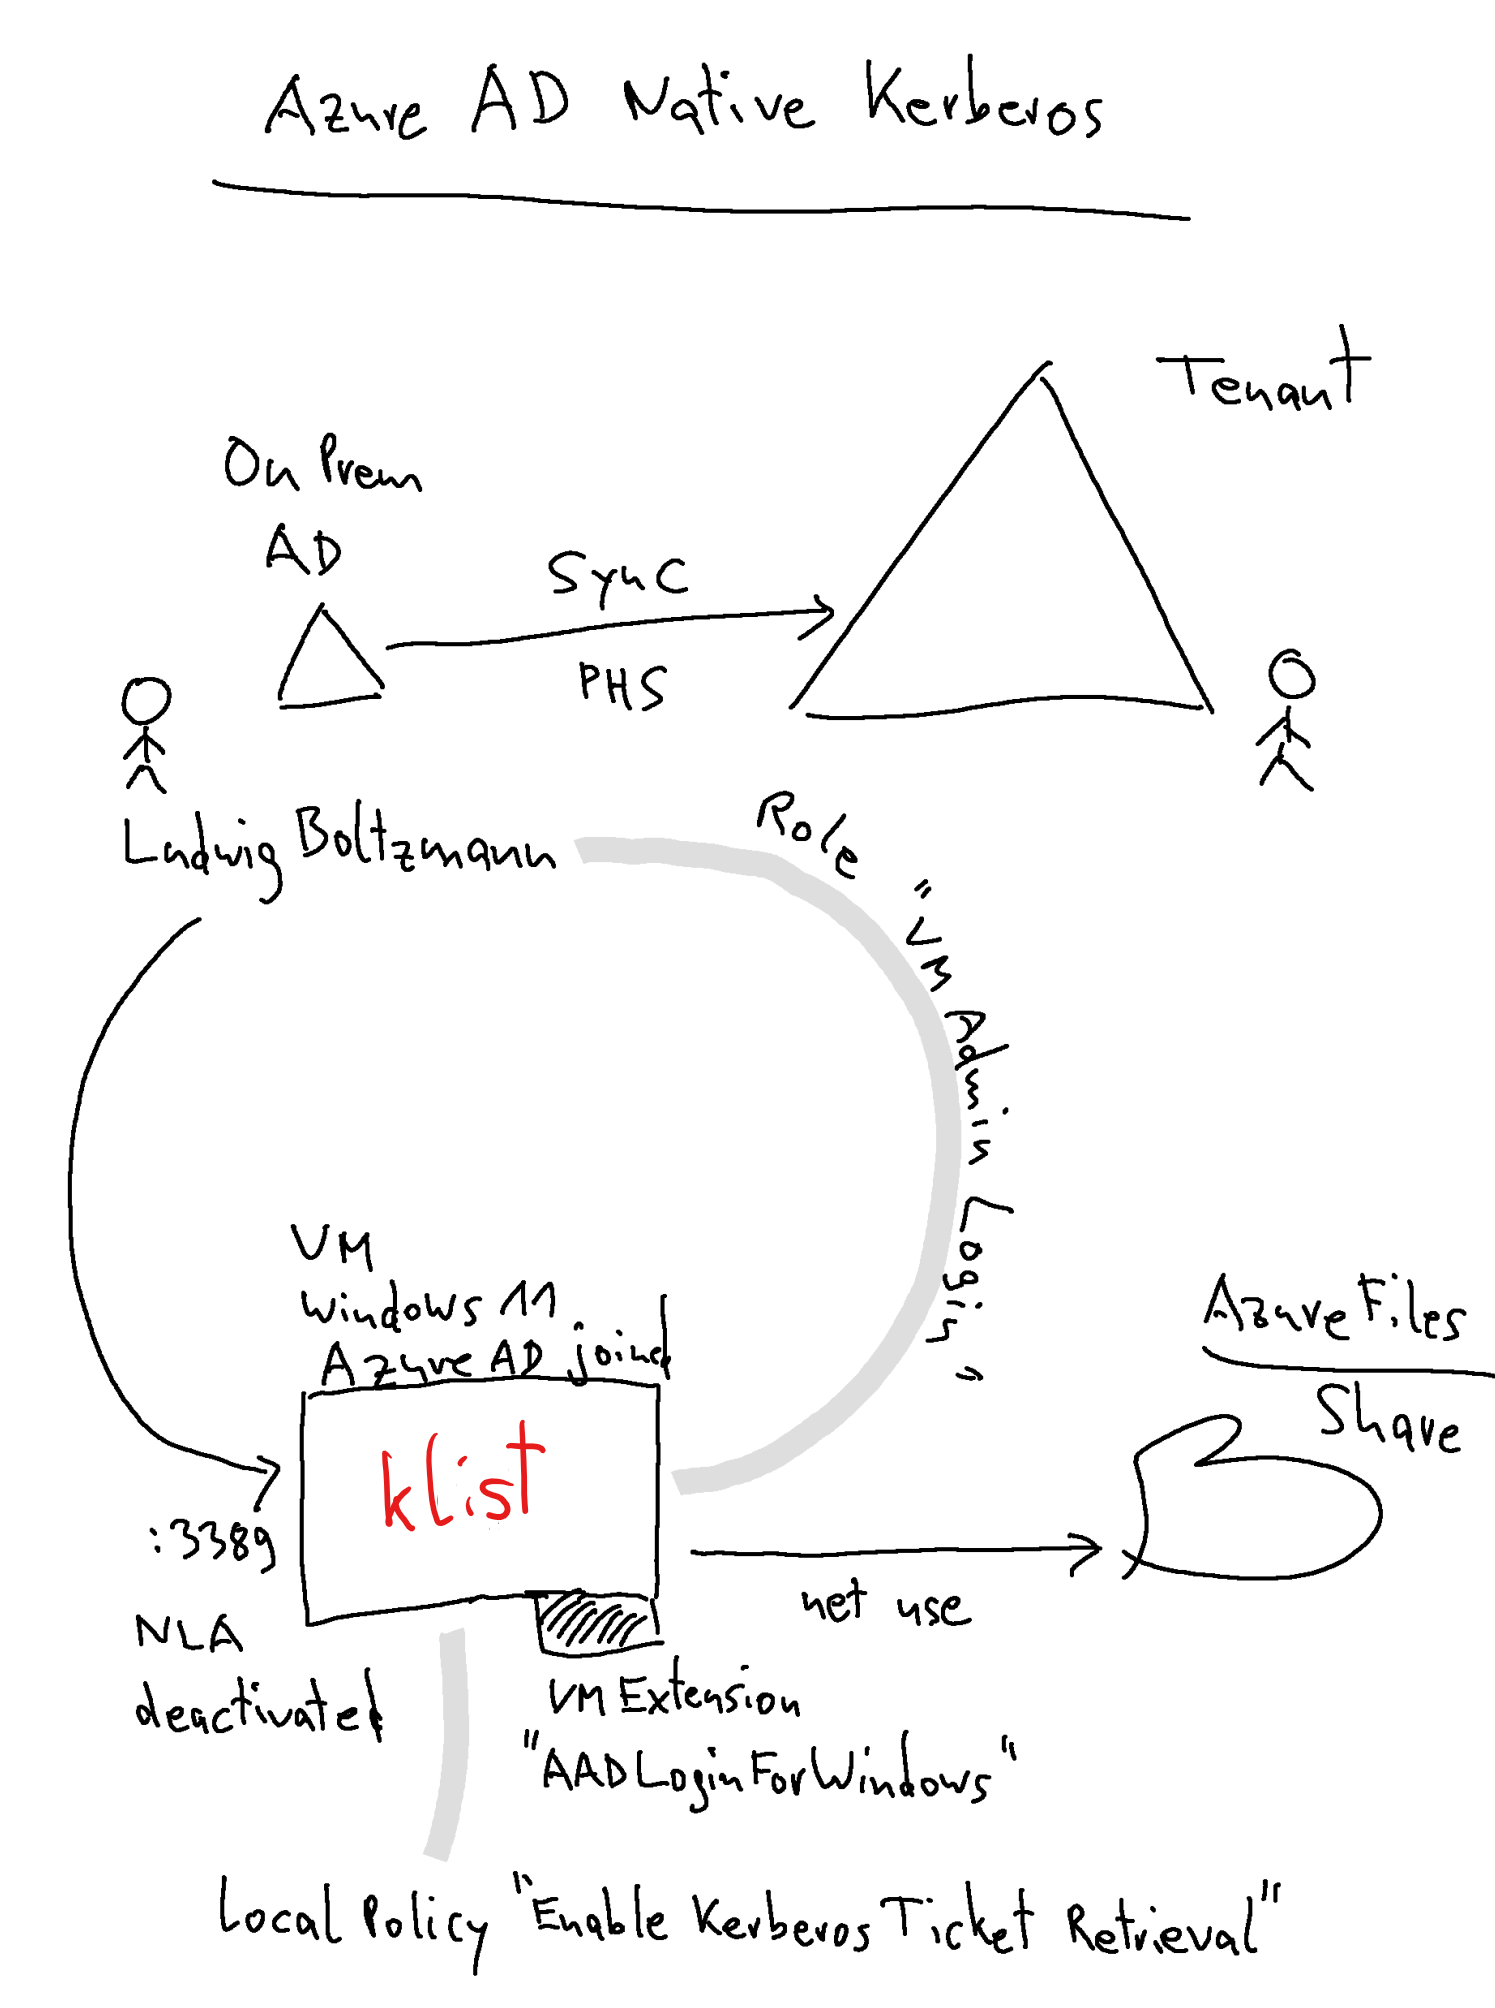 Azure AD Native Kerberos
Tenant
On Prem
AD
Sync
PHS
Ludwig Boltzmann
Role "VM Admin Login"
VM
Windows 11
Azure AD joined
klist
:3389
NLA
deactivated
Azure Files
Share
net use
VM Extension
"AADLoginForWindows"
Local Policy "Enable Kerberos Ticket Retrieval"